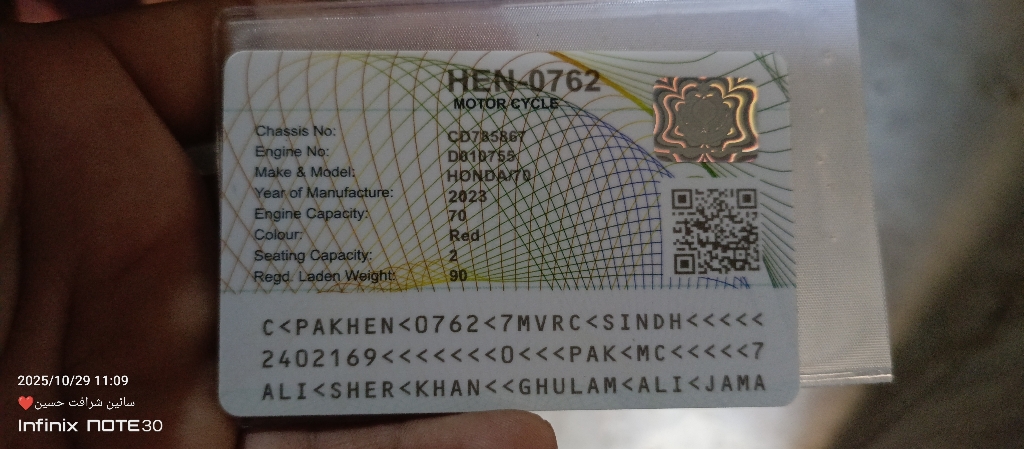 HEN-0762
MOTOR CYCLE
Chassis No: CD785867
Engine No: D810755
Make & Model: HONDA/70
Year of Manufacture: 2023
Engine Capacity: 70
Colour: Red
Seating Capacity: 2
Regd. Laden Weight: 90
C<PAKHEN<0762<7MVRC<SINDH<<<<<
2402169<<<<<<<0<<<PAK<MC<<<<<7
ALI<SHER<KHAN<<GHULAM<ALI<JAMA
2025/10/29 11:09
سائین شرافت حسین❤️
Infinix NOTE30